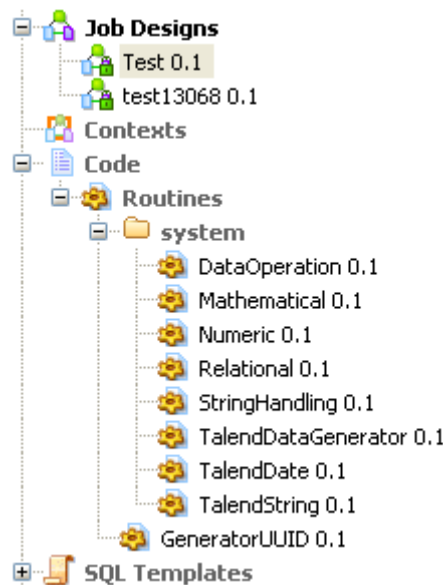 Job Designs
Test 0.1
test13068 0.1
Contexts
Code
Routines
system
DataOperation 0.1
Mathematical 0.1
Numeric 0.1
Relational 0.1
StringHandling 0.1
TalendDataGenerator 0.1
TalendDate 0.1
TalendString 0.1
GeneratorUUID 0.1
SQL Templates